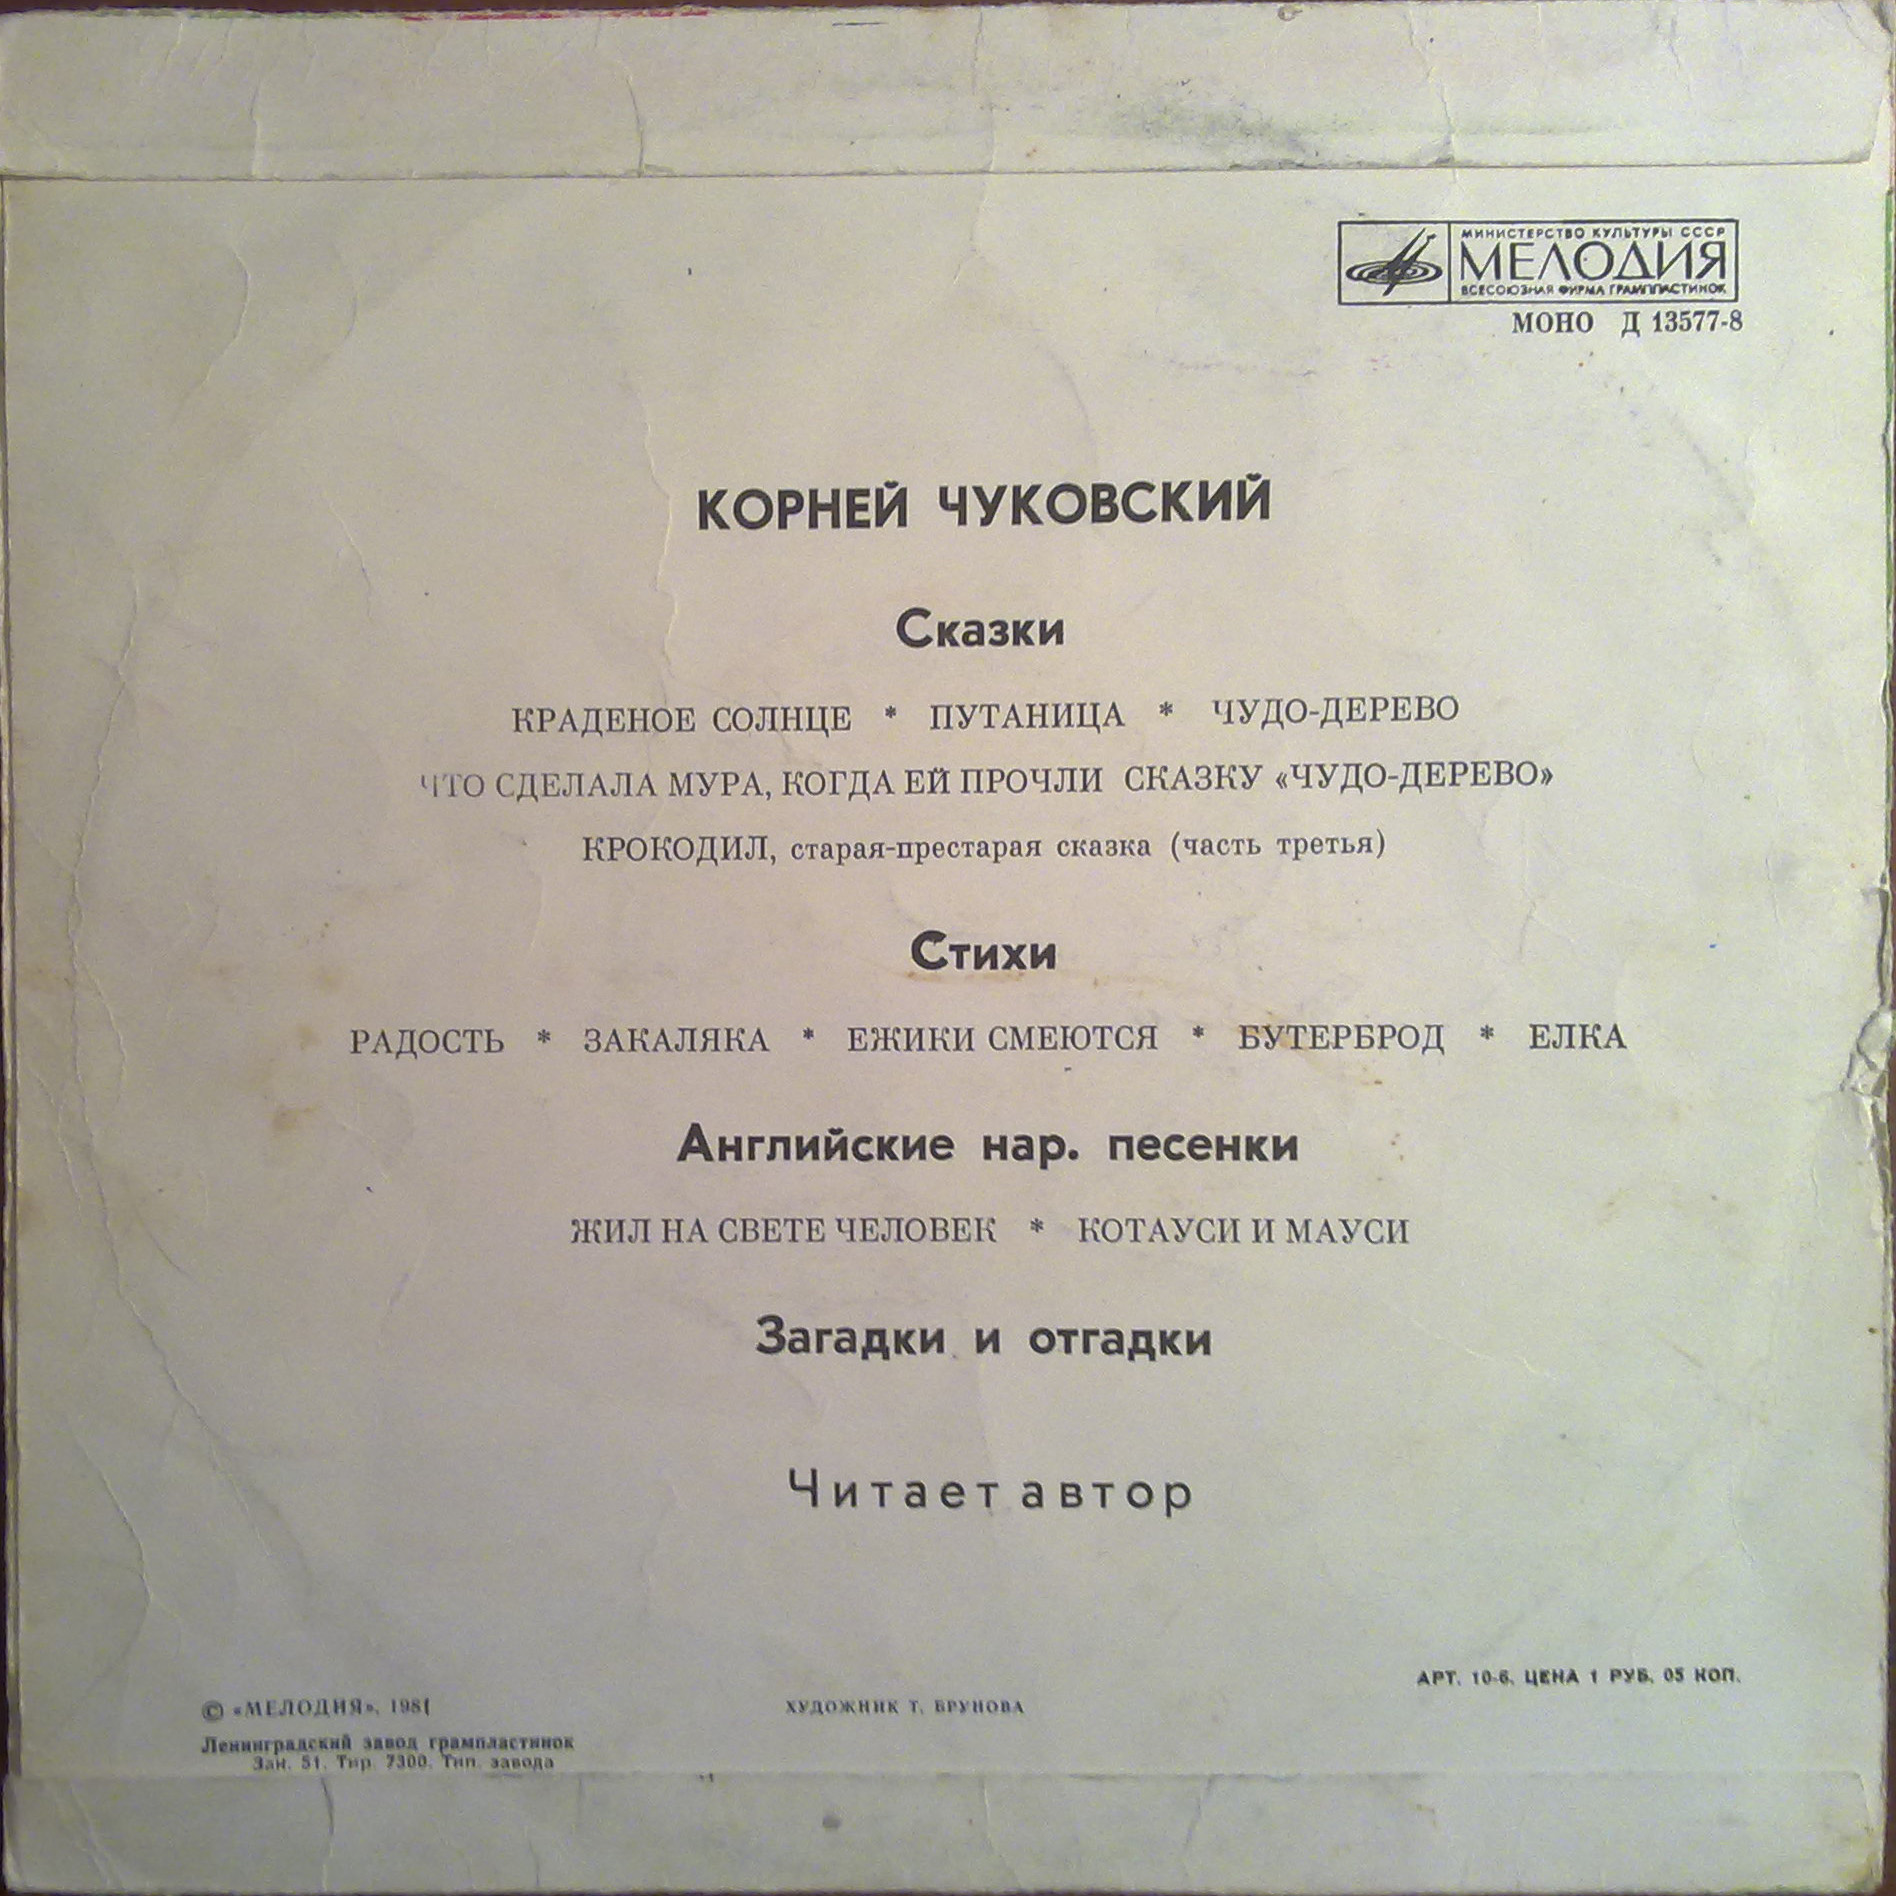 МИНИСТЕРСТВО КУЛЬТУРЫ СССР
МЕЛОДИЯ
ВСЕСОЮЗНАЯ ФИРМА ГРАМПЛАСТИНОК
МОНО Д 13577-8
КОРНЕЙ ЧУКОВСКИЙ
Сказки
КРАДЕНОЕ СОЛНЦЕ * ПУТАНИЦА * ЧУДО-ДЕРЕВО
ЧТО СДЕЛАЛА МУРА, КОГДА ЕЙ ПРОЧЛИ СКАЗКУ «ЧУДО-ДЕРЕВО»
КРОКОДИЛ, старая-престарая сказка (часть третья)
Стихи
РАДОСТЬ * ЗАКАЛЯКА * ЕЖИКИ СМЕЮТСЯ * БУТЕРБРОД * ЕЛКА
Английские нар. песенки
ЖИЛ НА СВЕТЕ ЧЕЛОВЕК * КОТАУСИ И МАУСИ
Загадки и отгадки
Читает автор
АРТ. 10-6. ЦЕНА 1 РУБ. 05 КОП.
© «МЕЛОДИЯ», 1981
ХУДОЖНИК Т. БРУНОВА
Ленинградский завод грампластинок
Зак. 51. Тир. 7300. Тип. завода